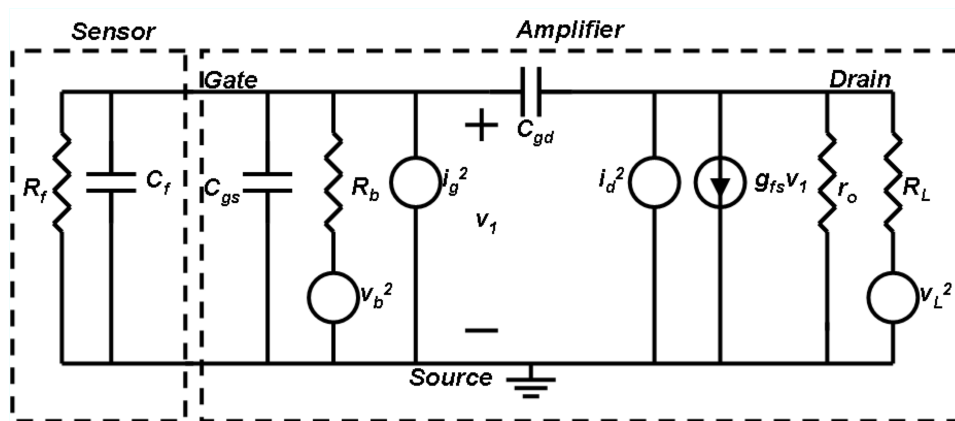 Sensor
Amplifier
Gate
Drain
R_f
C_f
C_gs
R_b
i_g^2
+
C_gd
v_1
−
i_d^2
g_fs v_1
r_o
R_L
v_b^2
v_L^2
Source